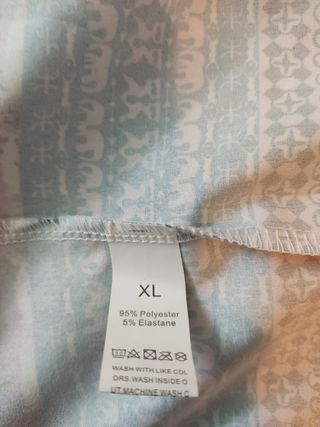 XL
95% Polyester
5% Elastane
WASH WITH LIKE COL
ORS.WASH INSIDE O
UT.MACHINE WASH C